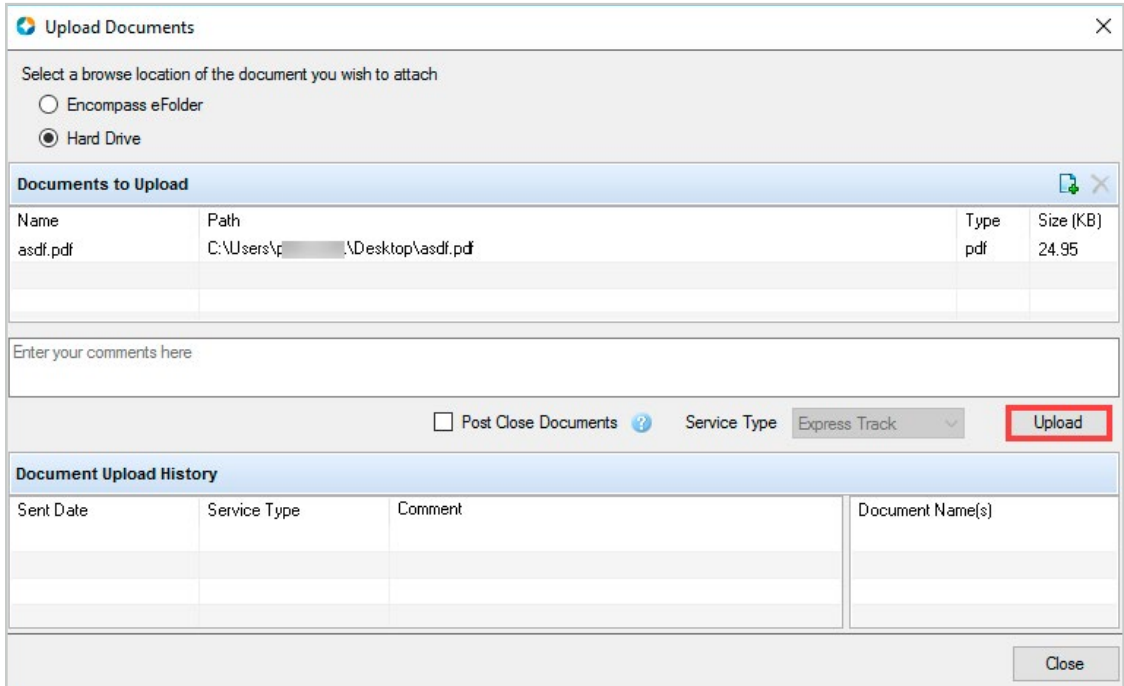 Upload Documents
Select a browse location of the document you wish to attach
Encompass eFolder
Hard Drive
Documents to Upload
Name Path Type Size (KB)
asdf.pdf C:\Users\p .\Desktop\asdf.pdf pdf 24.95
Enter your comments here
Post Close Documents ? Service Type Express Track Upload
Document Upload History
Sent Date Service Type Comment Document Name(s)
Close